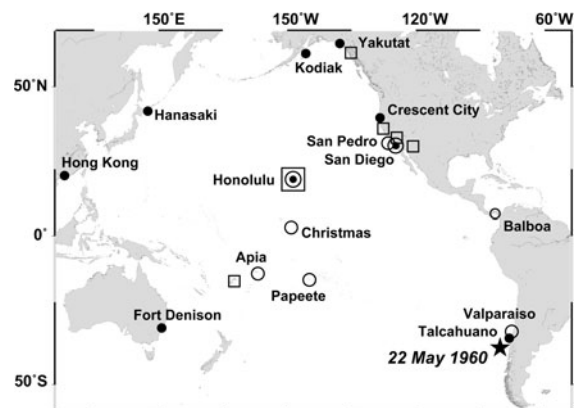 150°E 150°W 120°W 60°W
Yakutat
Kodiak
50°N
Crescent City
Hanasaki
San Pedro
San Diego
Hong Kong
Honolulu
Christmas
Balboa
0°
Apia
Papeete
Fort Denison
Valparaiso
Talcahuano
22 May 1960
50°S